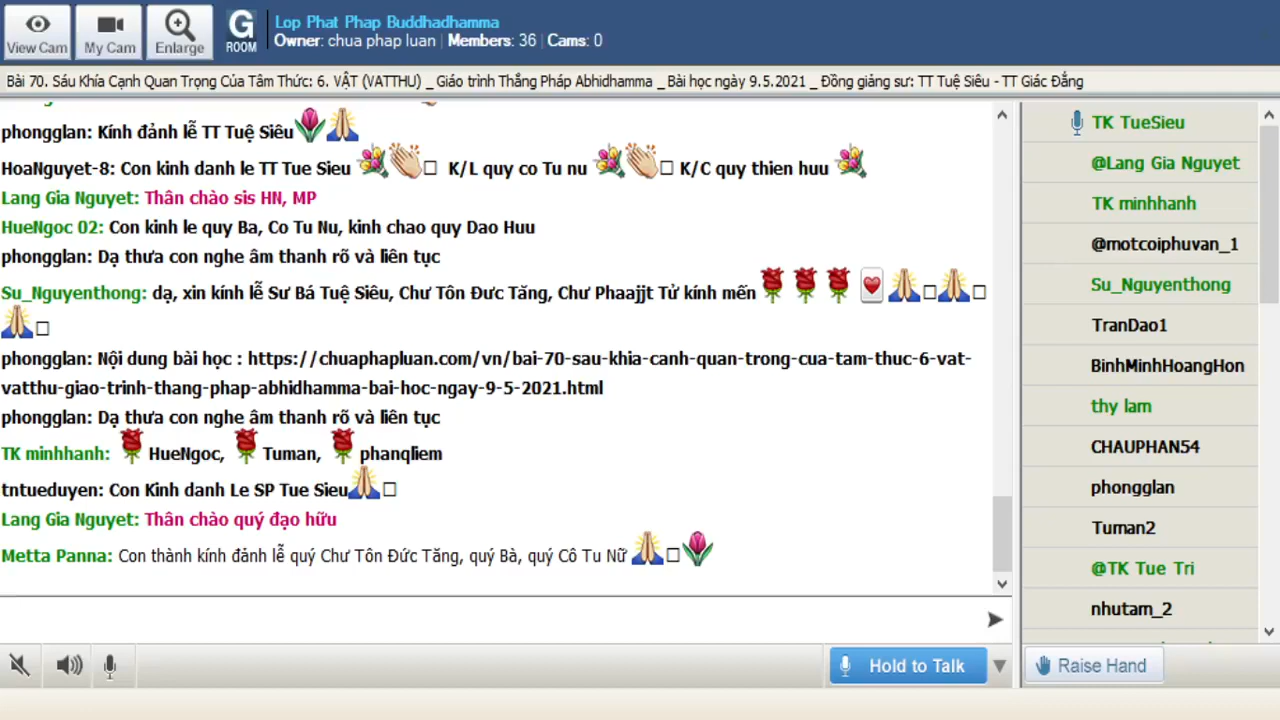 View Cam
My Cam
Enlarge
G
ROOM
Lop Phat Phap Buddhadhamma
Owner: chua phap luan | Members: 36 | Cams: 0
Bài 70. Sáu Khía Cạnh Quan Trọng Của Tâm Thức: 6. VẬT (VATTHU) _ Giáo trình Thắng Pháp Abhidhamma _ Bài học ngày 9.5.2021 _ Đồng giảng sư: TT Tuệ Siêu - TT Giác Đẳng
phongglan: Kính đảnh lễ TT Tuệ Siêu
HoaNguyet-8: Con kinh danh le TT Tue Sieu K/L quy co Tu nu K/C quy thien huu
Lang Gia Nguyet: Thân chào sis HN, MP
HueNgoc 02: Con kinh le quy Ba, Co Tu Nu, kinh chao quy Dao Huu
phongglan: Dạ thưa con nghe âm thanh rõ và liên tục
Su_Nguyenthong: dạ, xin kính lễ Sư Bá Tuệ Siêu, Chư Tôn Đưc Tăng, Chư Phaajjt Tử kính mến
phongglan: Nội dung bài học : https://chuaphapluan.com/vn/bai-70-sau-khia-canh-quan-trong-cua-tam-thuc-6-vat-
vatthu-giao-trinh-thang-phap-abhidhamma-bai-hoc-ngay-9-5-2021.html
phongglan: Dạ thưa con nghe âm thanh rõ và liên tục
TK minhhanh: HueNgoc, Tuman, phanqliem
tntueduyen: Con Kinh danh Le SP Tue Sieu
Lang Gia Nguyet: Thân chào quý đạo hữu
Metta Panna: Con thành kính đảnh lễ quý Chư Tôn Đức Tăng, quý Bà, quý Cô Tu Nữ
Hold to Talk
TK TueSieu
@Lang Gia Nguyet
TK minhhanh
@motcoiphuvan_1
Su_Nguyenthong
TranDao1
BinhMinhHoangHon
thy lam
CHAUPHAN54
phongglan
Tuman2
@TK Tue Tri
nhutam_2
Raise Hand